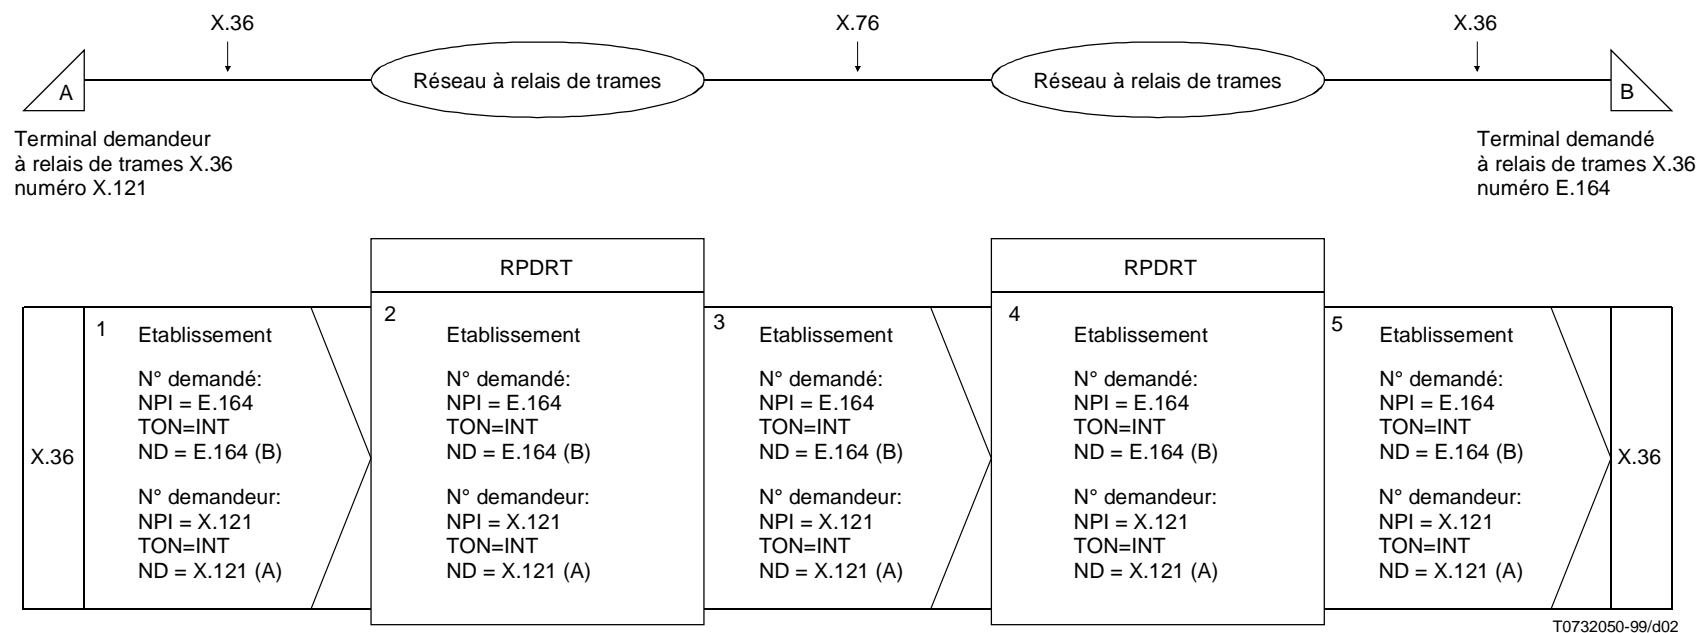 X.36
X.76
X.36
A
Réseau à relais de trames
Réseau à relais de trames
B
Terminal demandeur
à relais de trames X.36
numéro X.121
Terminal demandé
à relais de trames X.36
numéro E.164
RPDRT
RPDRT
X.36
1
Etablissement
N° demandé:
NPI = E.164
TON=INT
ND = E.164 (B)
N° demandeur:
NPI = X.121
TON=INT
ND = X.121 (A)
2
Etablissement
N° demandé:
NPI = E.164
TON=INT
ND = E.164 (B)
N° demandeur:
NPI = X.121
TON=INT
ND = X.121 (A)
3
Etablissement
N° demandé:
NPI = E.164
TON=INT
ND = E.164 (B)
N° demandeur:
NPI = X.121
TON=INT
ND = X.121 (A)
4
Etablissement
N° demandé:
NPI = E.164
TON=INT
ND = E.164 (B)
N° demandeur:
NPI = X.121
TON=INT
ND = X.121 (A)
5
Etablissement
N° demandé:
NPI = E.164
TON=INT
ND = E.164 (B)
N° demandeur:
NPI = X.121
TON=INT
ND = X.121 (A)
X.36
T0732050-99/d02